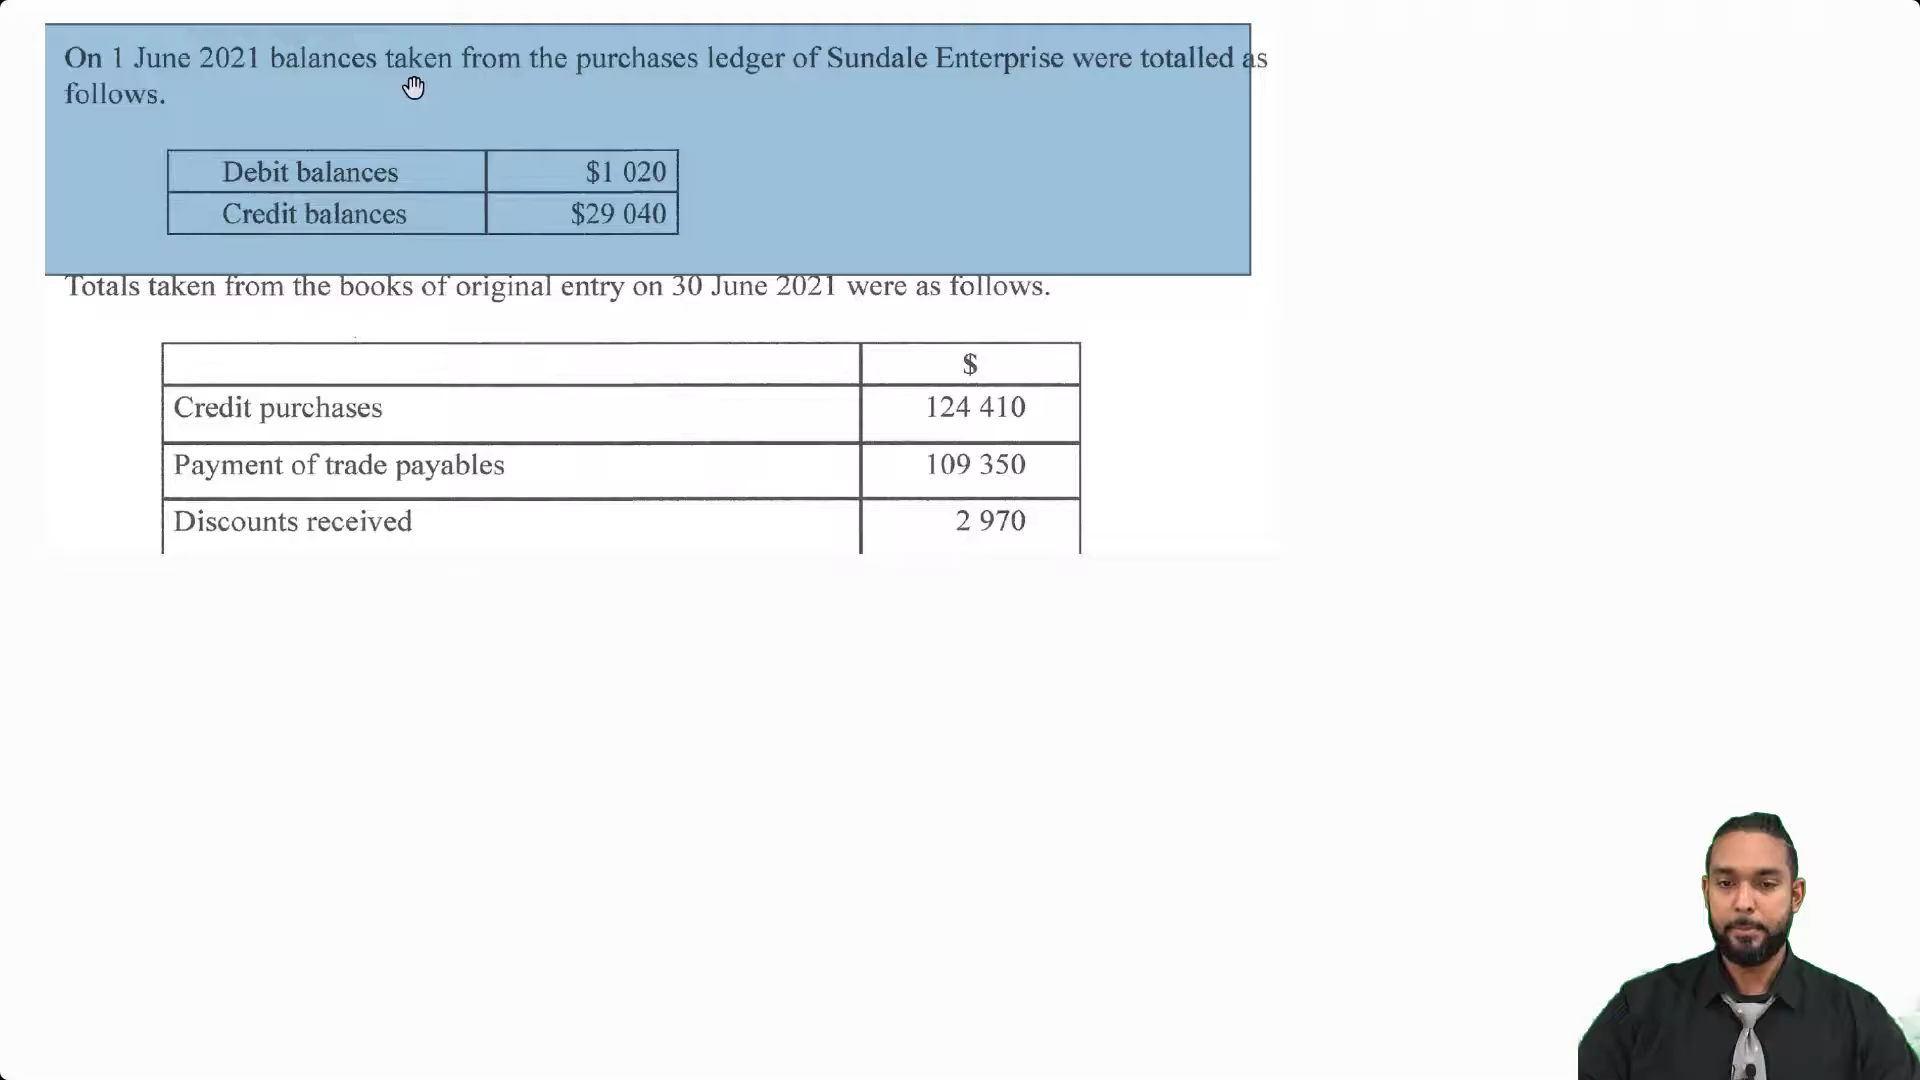 On 1 June 2021 balances taken from the purchases ledger of Sundale Enterprise were totalled as
follows.
Debit balances $1 020
Credit balances $29 040
Totals taken from the books of original entry on 30 June 2021 were as follows.
$
Credit purchases 124 410
Payment of trade payables 109 350
Discounts received 2 970